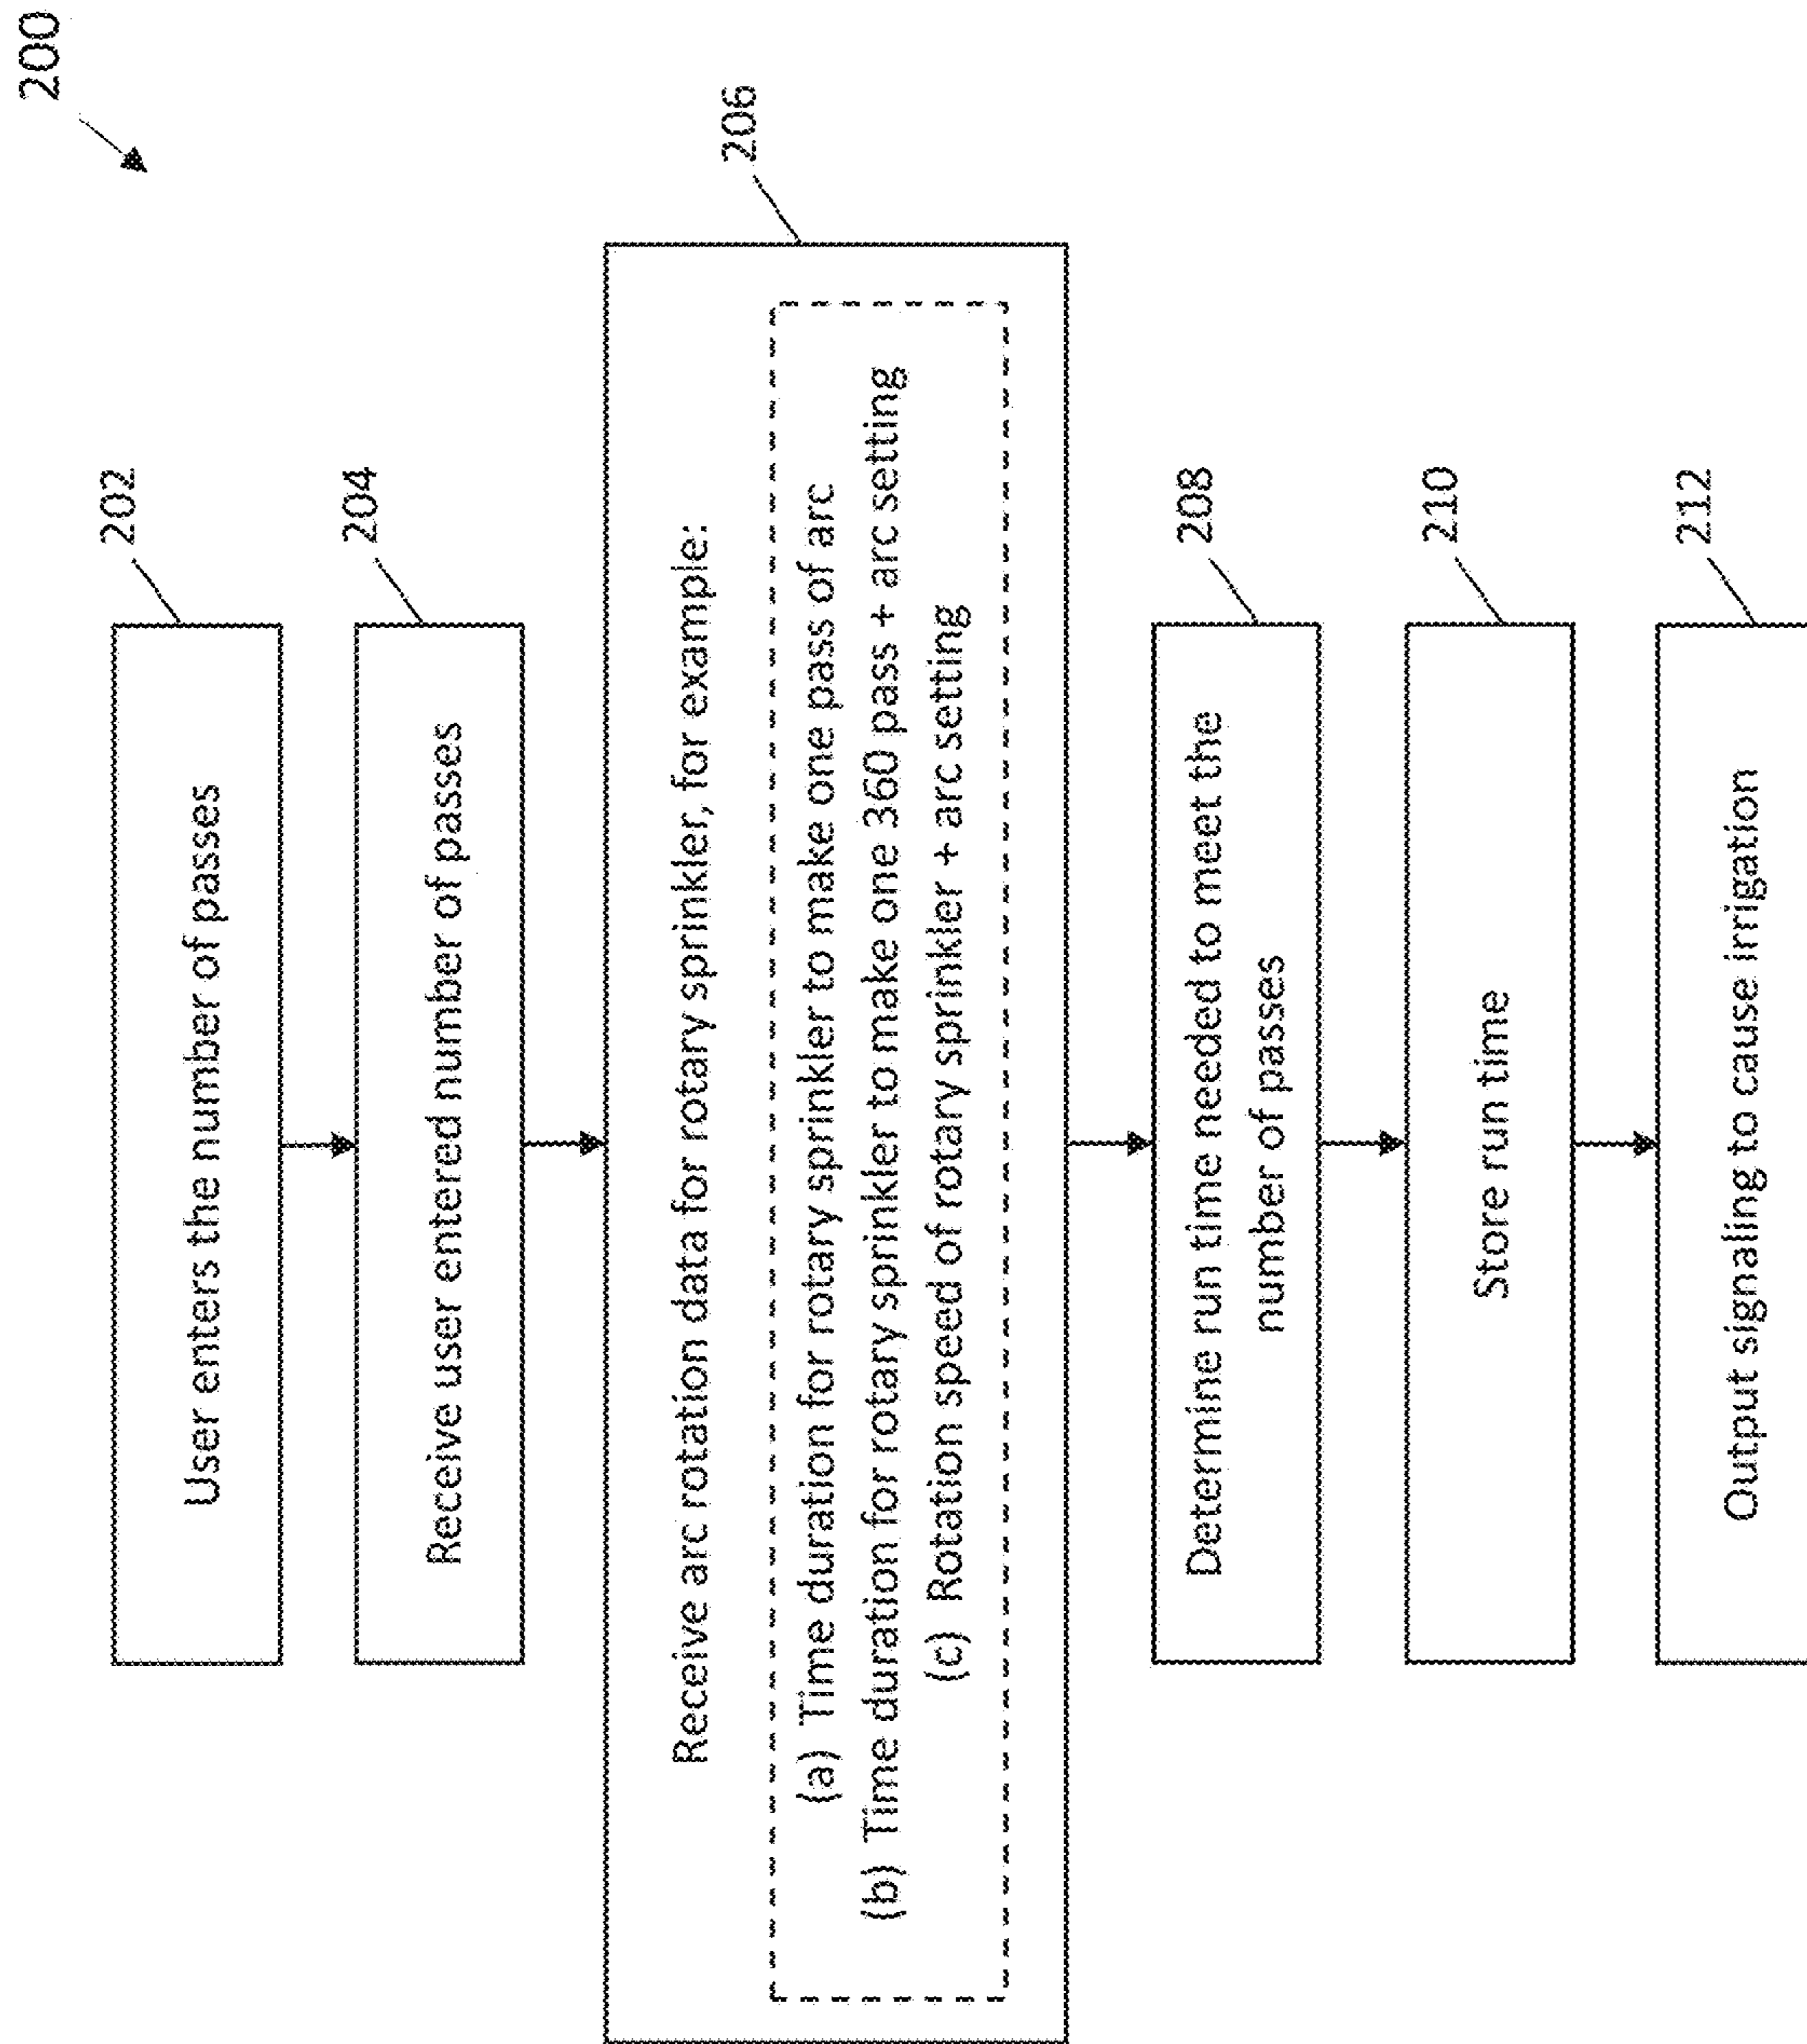 200
202
User enters the number of passes
204
Receive user entered number of passes
206
Receive arc rotation data for rotary sprinkler, for example:
(a) Time duration for rotary sprinkler to make one pass of arc
(b) Time duration for rotary sprinkler to make one 360 pass + arc setting
(c) Rotation speed of rotary sprinkler + arc setting
208
Determine run time needed to meet the
number of passes
210
Store run time
212
Output signaling to cause irrigation